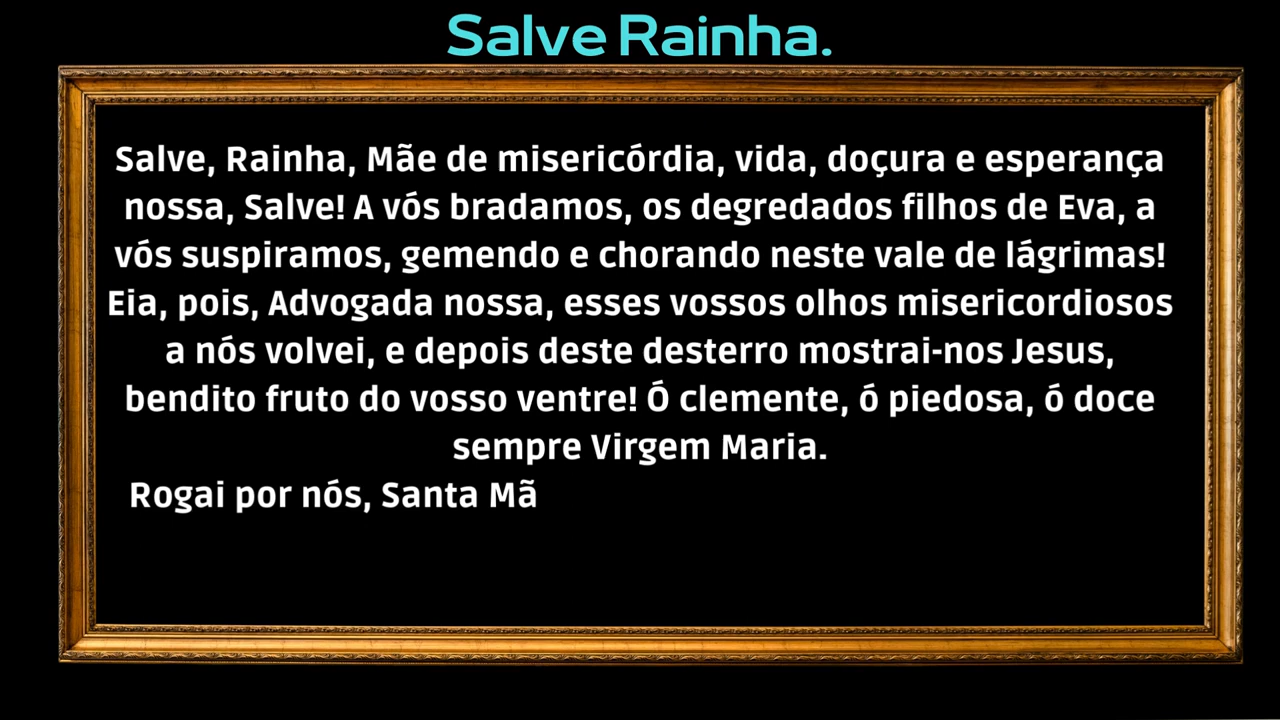 Salve Rainha.
Salve, Rainha, Mãe de misericórdia, vida, doçura e esperança
nossa, Salve! A vós bradamos, os degredados filhos de Eva, a
vós suspiramos, gemendo e chorando neste vale de lágrimas!
Eia, pois, Advogada nossa, esses vossos olhos misericordiosos
a nós volvei, e depois deste desterro mostrai-nos Jesus,
bendito fruto do vosso ventre! Ó clemente, ó piedosa, ó doce
sempre Virgem Maria.
Rogai por nós, Santa Mã